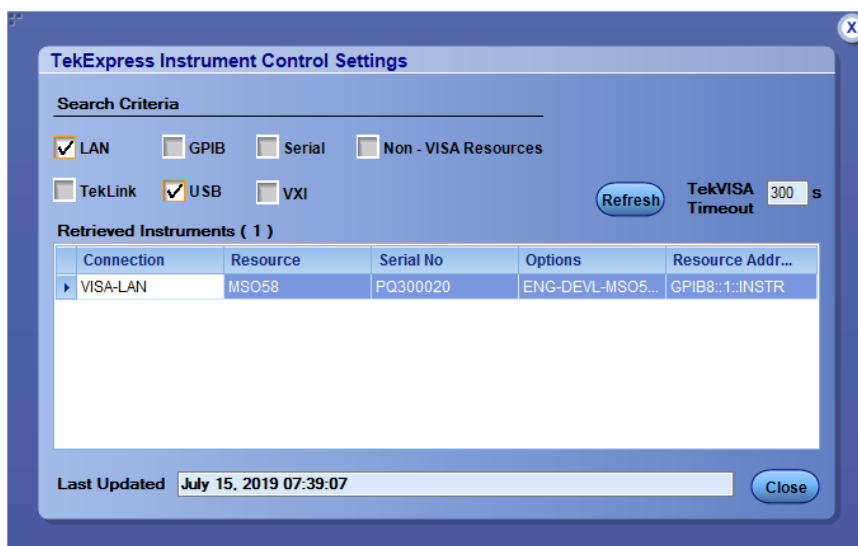 X
TekExpress Instrument Control Settings
Search Criteria
LAN GPIB Serial Non - VISA Resources
TekLink USB VXI
Refresh TekVISA Timeout 300 s
Retrieved Instruments ( 1 )
Connection Resource Serial No Options Resource Addr...
VISA-LAN MSO58 PQ300020 ENG-DEVL-MSO5... GPIB8::1::INSTR
Last Updated July 15, 2019 07:39:07 Close